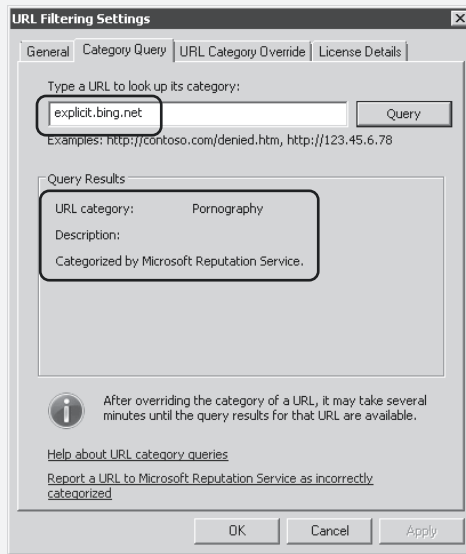 URL Filtering Settings
General Category Query URL Category Override License Details
Type a URL to look up its category:
explicit.bing.net Query
Examples: http://contoso.com/denied.htm, http://123.45.6.78
Query Results
URL category: Pornography
Description:
Categorized by Microsoft Reputation Service.
After overriding the category of a URL, it may take several
minutes until the query results for that URL are available.
Help about URL category queries
Report a URL to Microsoft Reputation Service as incorrectly
categorized
OK Cancel Apply